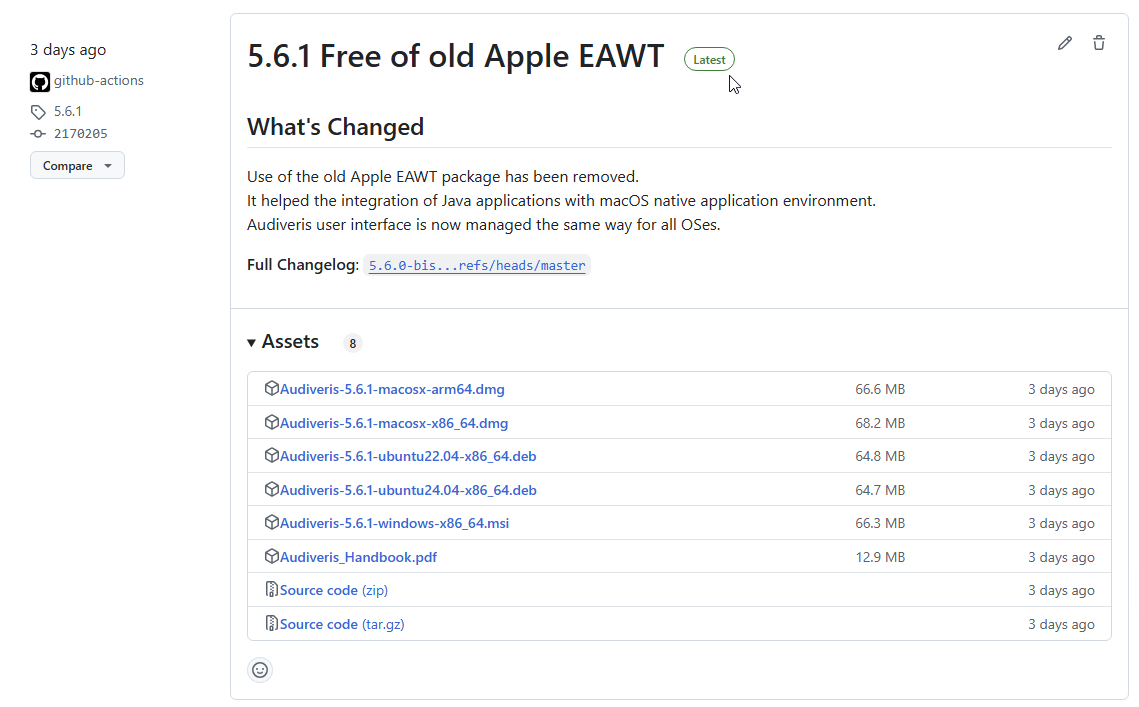 3 days ago
github-actions
5.6.1
2170205
Compare
5.6.1 Free of old Apple EAWT
Latest
What's Changed
Use of the old Apple EAWT package has been removed.
It helped the integration of Java applications with macOS native application environment.
Audiveris user interface is now managed the same way for all OSes.
Full Changelog: 5.6.0-bis...refs/heads/master
Assets 8
Audiveris-5.6.1-macosx-arm64.dmg 66.6 MB 3 days ago
Audiveris-5.6.1-macosx-x86_64.dmg 68.2 MB 3 days ago
Audiveris-5.6.1-ubuntu22.04-x86_64.deb 64.8 MB 3 days ago
Audiveris-5.6.1-ubuntu24.04-x86_64.deb 64.7 MB 3 days ago
Audiveris-5.6.1-windows-x86_64.msi 66.3 MB 3 days ago
Audiveris_Handbook.pdf 12.9 MB 3 days ago
Source code (zip) 3 days ago
Source code (tar.gz) 3 days ago